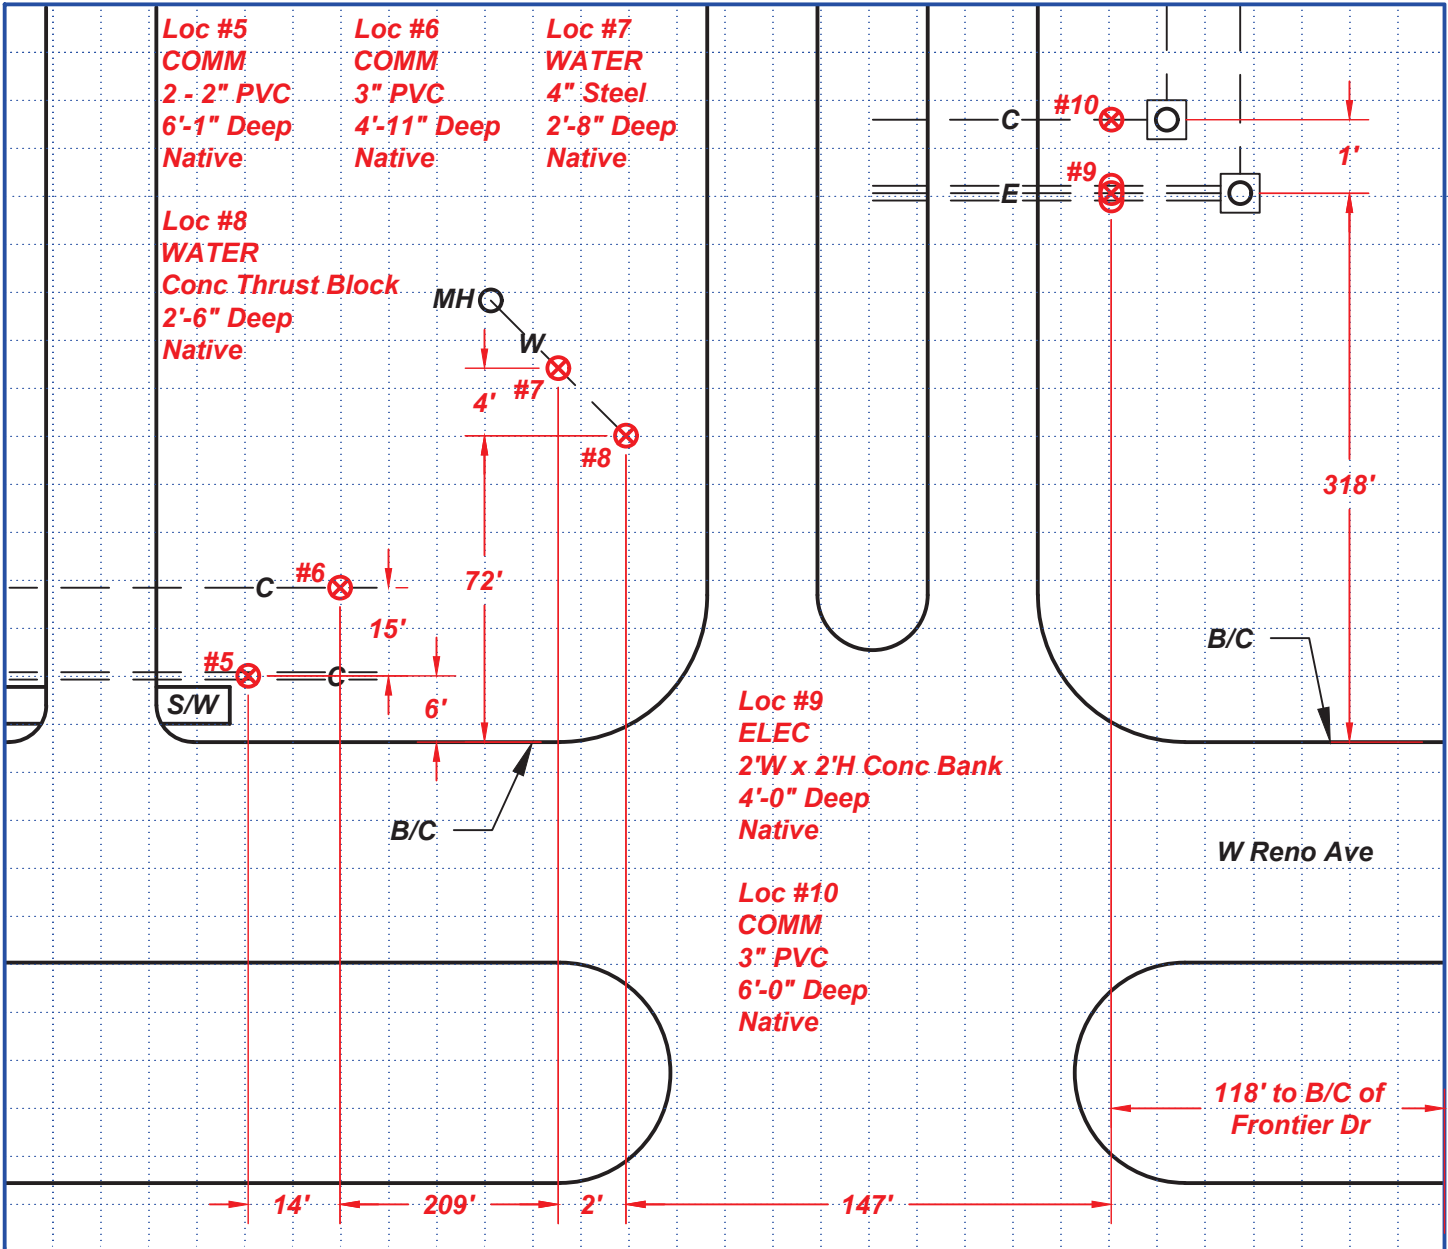 Loc #5
COMM
2 - 2" PVC
6'-1" Deep
Native
Loc #6
COMM
3" PVC
4'-11" Deep
Native
Loc #7
WATER
4" Steel
2'-8" Deep
Native
Loc #8
WATER
Conc Thrust Block
2'-6" Deep
Native
C
#10
1'
#9
E
MH
W
#7
4'
#8
318'
72'
#6
C
15'
#5
C
6'
S/W
B/C
B/C
Loc #9
ELEC
2'W x 2'H Conc Bank
4'-0" Deep
Native
W Reno Ave
Loc #10
COMM
3" PVC
6'-0" Deep
Native
118' to B/C of
Frontier Dr
14'
209'
2'
147'